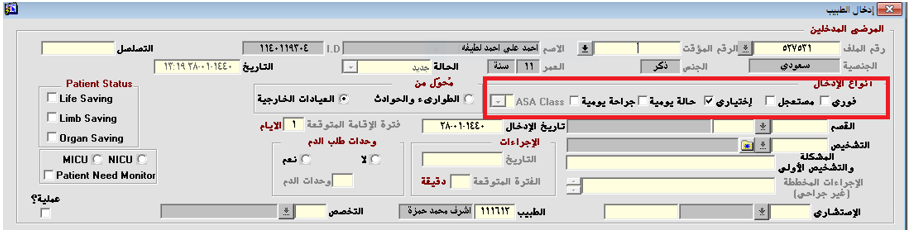 إدخال الطبيب
المرضى المدخلين
رقم الملف ٥٢٧٥٣١ الرقم المؤقت الاسم احمد على احمد لطيفه I.D ١١٤٠١١٩٣٠٤ التسلسل
الجنسية سعودي الجنس ذكر العمر ١١ سنة الحالة جديد التاريخ ١٤٤٠-٠١-٢٨ ١٣:١٩
أنواع الإدخال
فوري مستعجل إختياري حالة يومية جراحة يومية ASA Class
مُحوّل من
الطوارىء والحوادث العيادات الخارجية
Patient Status
Life Saving
Limb Saving
Organ Saving
القسم تاريخ الإدخال ١٤٤٠-٠١-٢٨ فترة الإقامة المتوقعة ١ الايام
التشخيص
المشكلة والتشخيص الأولى
الإجراءات المخططة
(غير جراحي)
الإجراءات
التاريخ
الفترة المتوقعة دقيقة
وحدات طلب الدم
لا نعم
وحدات الدم
MICU NICU
Patient Need Monitor
الإستشاري الطبيب ١١١٦١٢ اشرف محمد حمزة التخصص
عملية؟